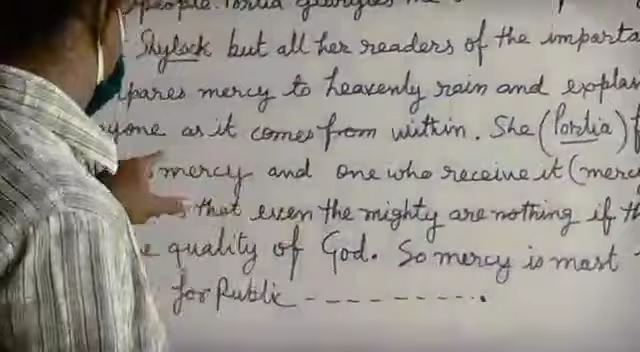 people. Portia glorifies
Shylock but all her readers of the importa
pares mercy to heavenly rain and explai
yone as it comes from within. She (Portia) f
mercy and one who receive it (merc
that even the mighty are nothing if th
e quality of God. So mercy is mast
for Public - - - - - - - - - .